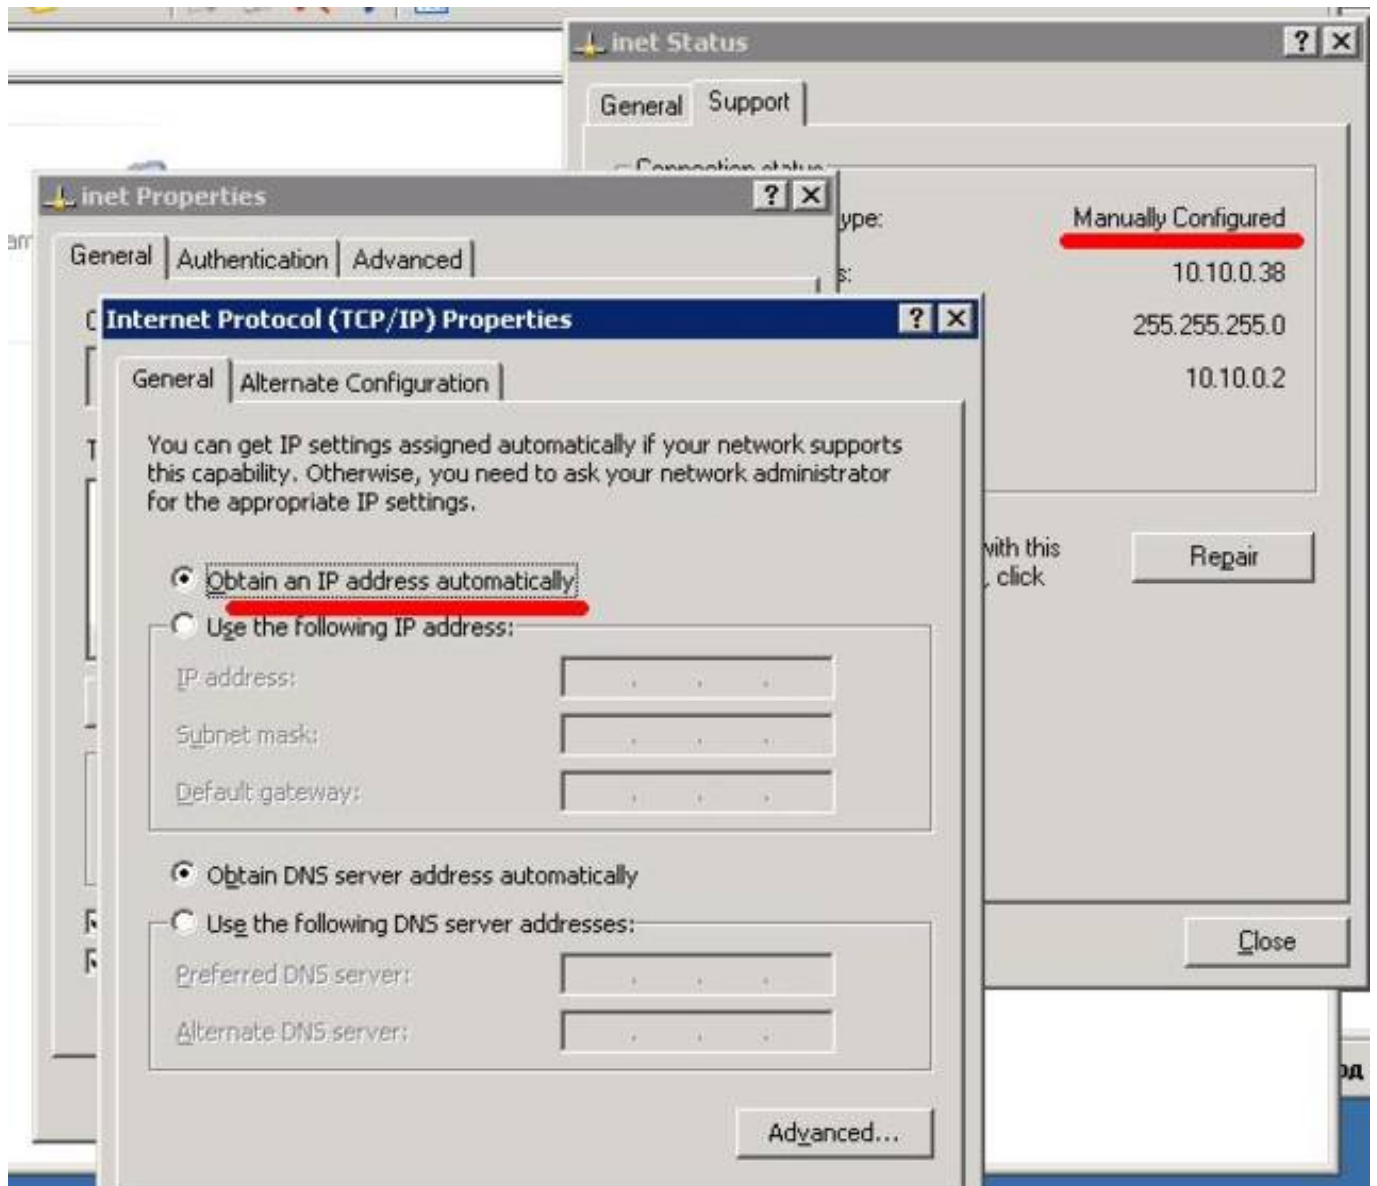 inet Status
General
Support
Connection status
ype:
Manually Configured
s:
10.10.0.38
255.255.255.0
10.10.0.2
with this
, click
Repair
Close
inet Properties
General
Authentication
Advanced
Internet Protocol (TCP/IP) Properties
General
Alternate Configuration
You can get IP settings assigned automatically if your network supports
this capability. Otherwise, you need to ask your network administrator
for the appropriate IP settings.
Obtain an IP address automatically
Use the following IP address:
IP address:
Subnet mask:
Default gateway:
Obtain DNS server address automatically
Use the following DNS server addresses:
Preferred DNS server:
Alternate DNS server:
Advanced...
од